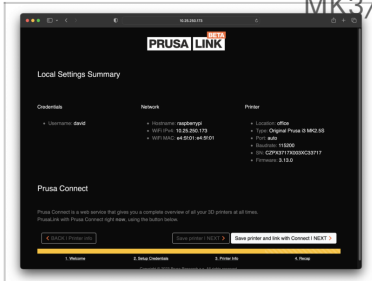 MK37
10.25.250.173
PRUSA LINK
BETA
Local Settings Summary
Credentials
Username: david
Network
Hostname: raspberrypi
WiFi IPv4: 10.25.250.173
WiFi MAC: e4:5f:01::e4:5f:01
Printer
Location: office
Type: Original Prusa i3 MK2.5S
Port: auto
Baudrate: 115200
SN: CZPX3717X003XC33717
Firmware: 3.13.0
Prusa Connect
Prusa Connect is a web service that gives you a complete overview of all your 3D printers at all times.
PrusaLink with Prusa Connect right now, using the button below.
BACK | Printer info
Save printer | NEXT
Save printer and link with Connect | NEXT
1. Welcome
2. Setup Credentials
3. Printer Info
4. Recap